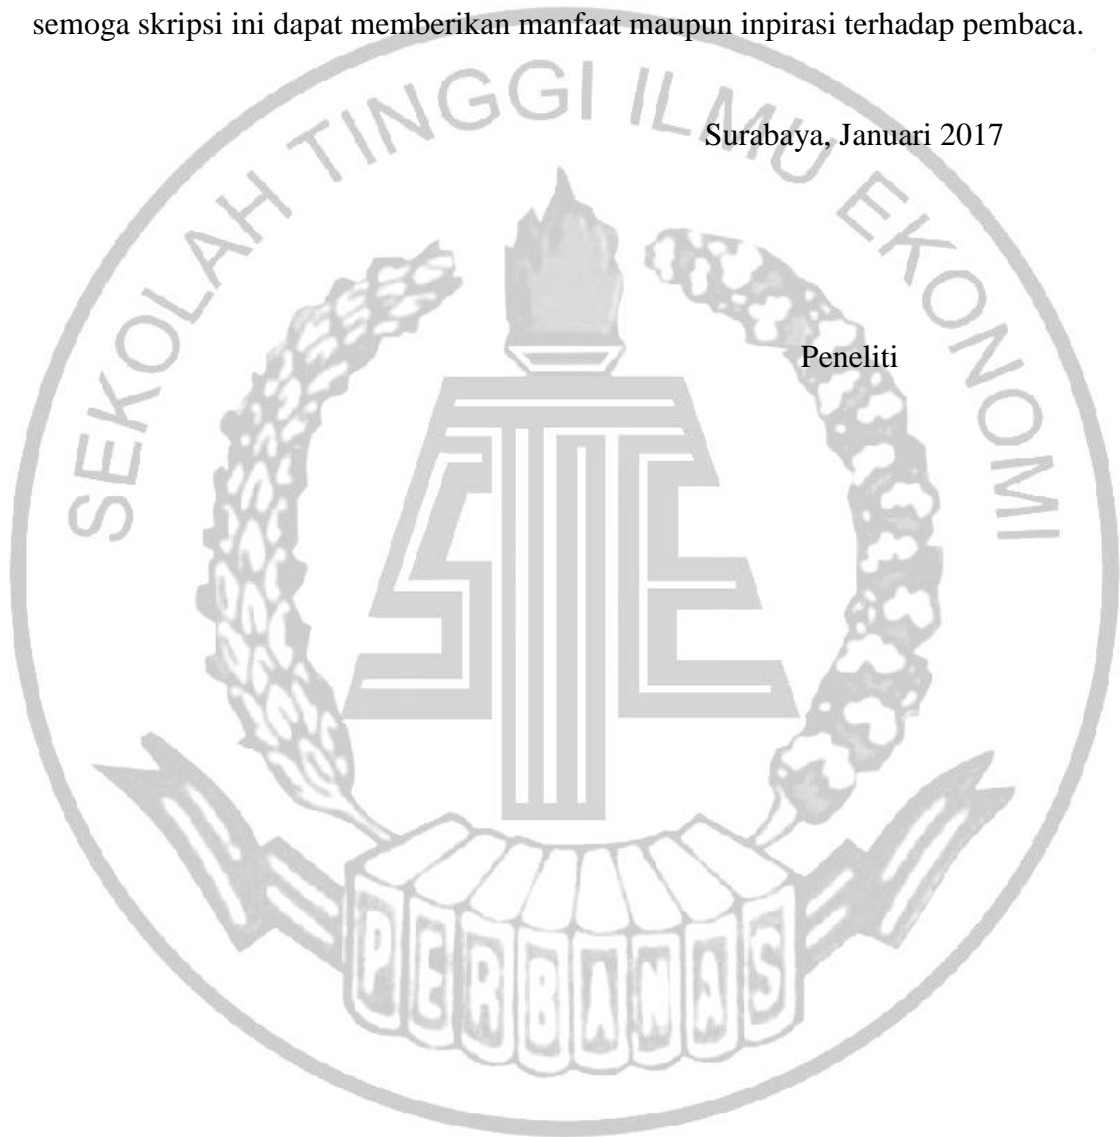 semoga skripsi ini dapat memberikan manfaat maupun inpirasi terhadap pembaca.
Surabaya, Januari 2017
Peneliti
SEKOLAH TINGGI ILMU EKONOMI
STIE
PERBANAS